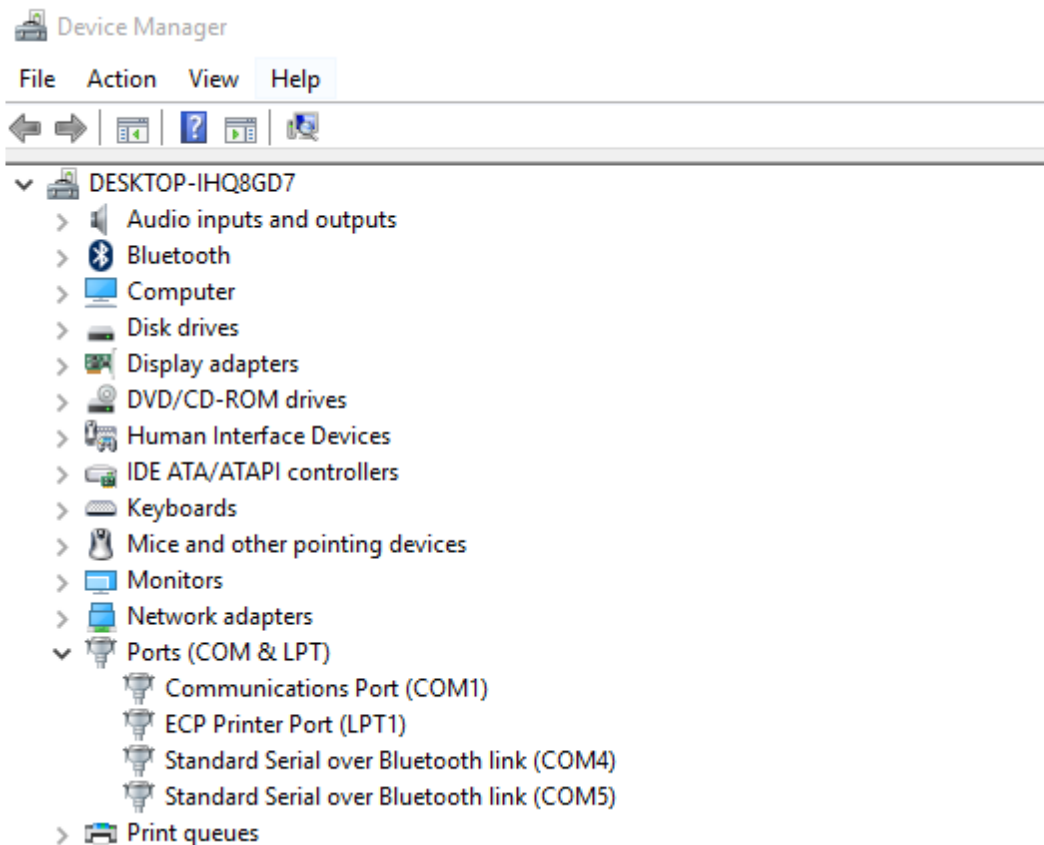 Device Manager
File Action View Help
DESKTOP-IHQ8GD7
Audio inputs and outputs
Bluetooth
Computer
Disk drives
Display adapters
DVD/CD-ROM drives
Human Interface Devices
IDE ATA/ATAPI controllers
Keyboards
Mice and other pointing devices
Monitors
Network adapters
Ports (COM & LPT)
Communications Port (COM1)
ECP Printer Port (LPT1)
Standard Serial over Bluetooth link (COM4)
Standard Serial over Bluetooth link (COM5)
Print queues